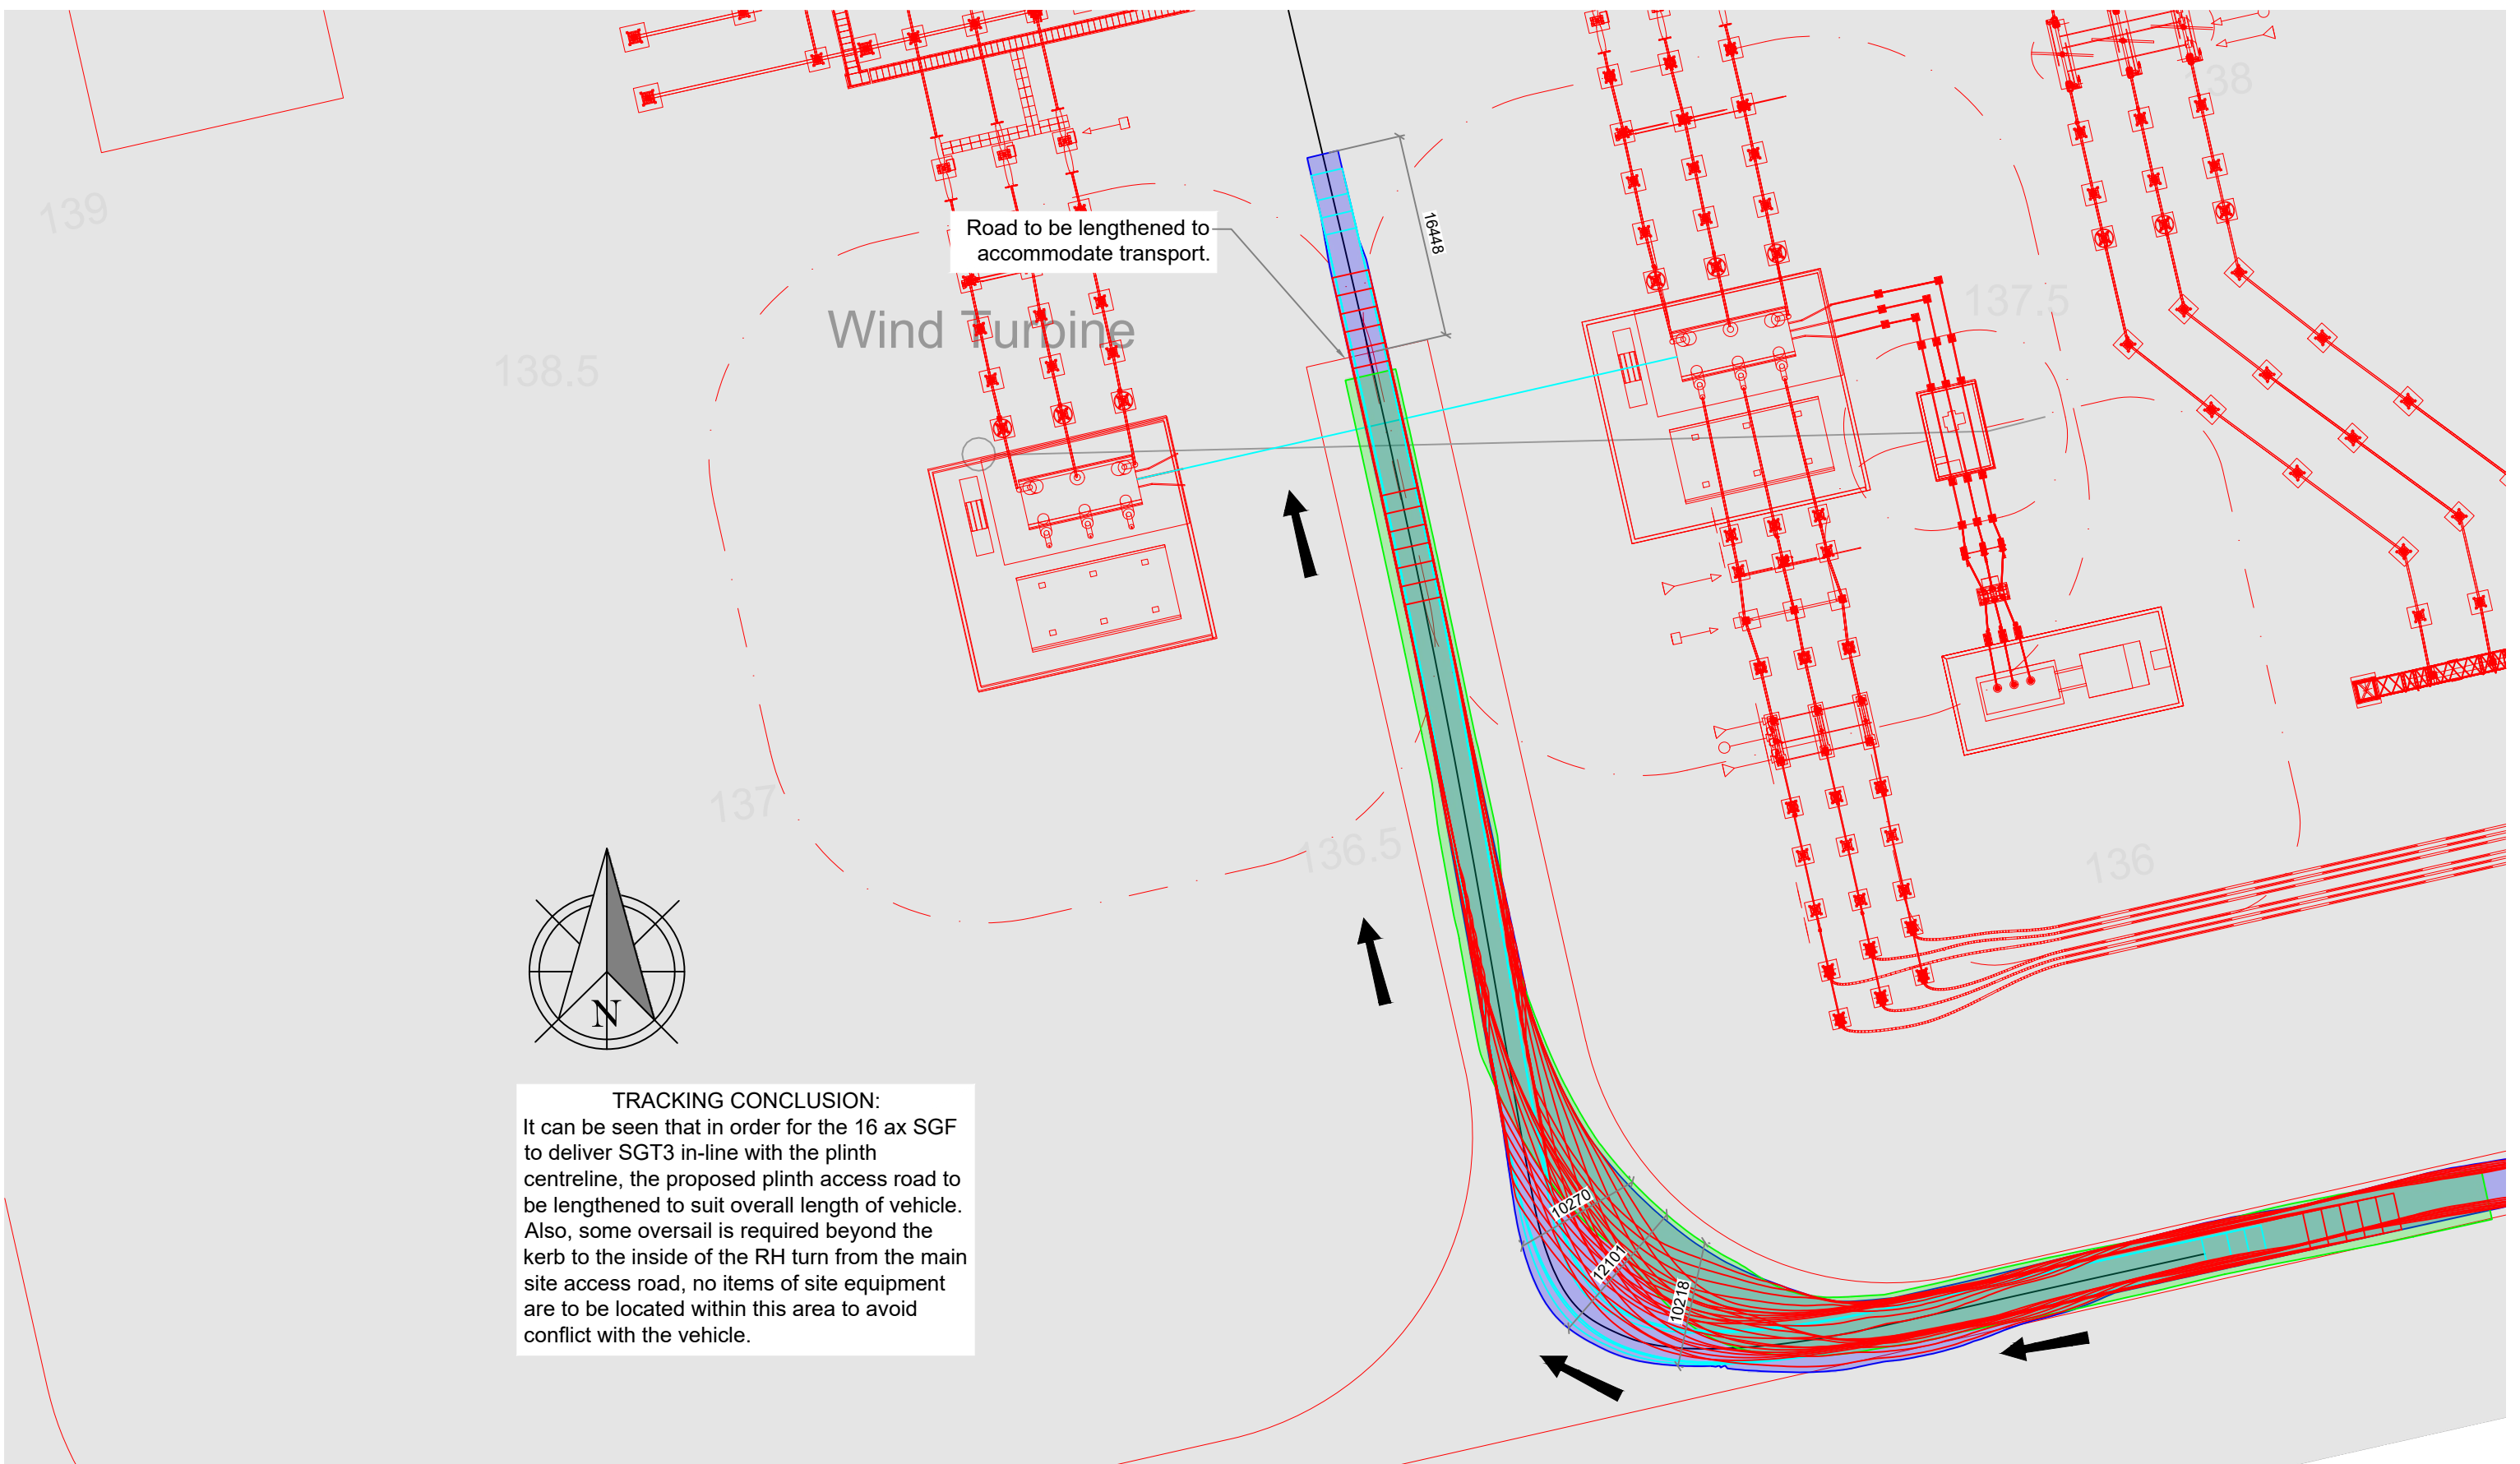 138
139
Road to be lengthened to
accommodate transport.
16448
137.5
Wind Turbine
138.5
137
136.5
136
N
TRACKING CONCLUSION:
It can be seen that in order for the 16 ax SGF
to deliver SGT3 in-line with the plinth
centreline, the proposed plinth access road to
be lengthened to suit overall length of vehicle.
Also, some oversail is required beyond the
kerb to the inside of the RH turn from the main
site access road, no items of site equipment
are to be located within this area to avoid
conflict with the vehicle.
10270
12101
10218